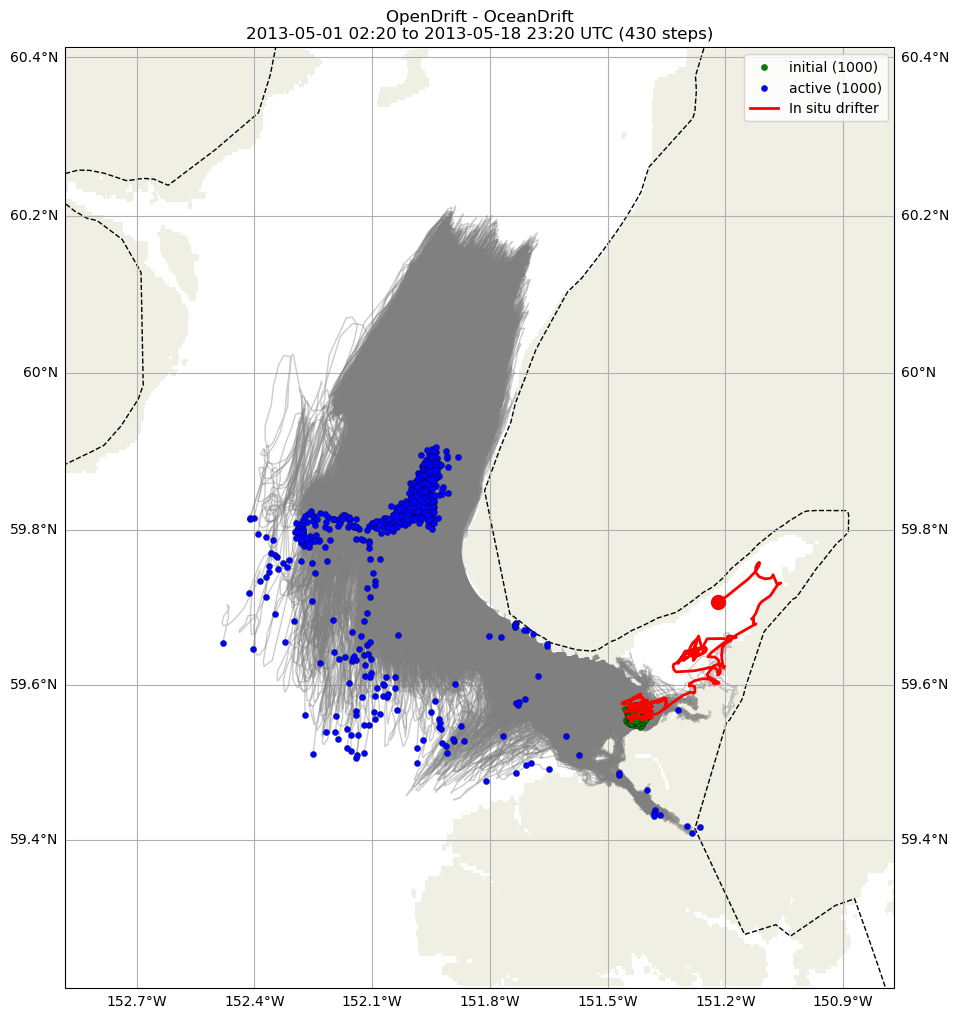 OpenDrift - OceanDrift
2013-05-01 02:20 to 2013-05-18 23:20 UTC (430 steps)
initial (1000)
active (1000)
In situ drifter
60.4°N
60.4°N
60.2°N
60.2°N
60°N
60°N
59.8°N
59.8°N
59.6°N
59.6°N
59.4°N
59.4°N
152.7°W
152.4°W
152.1°W
151.8°W
151.5°W
151.2°W
150.9°W